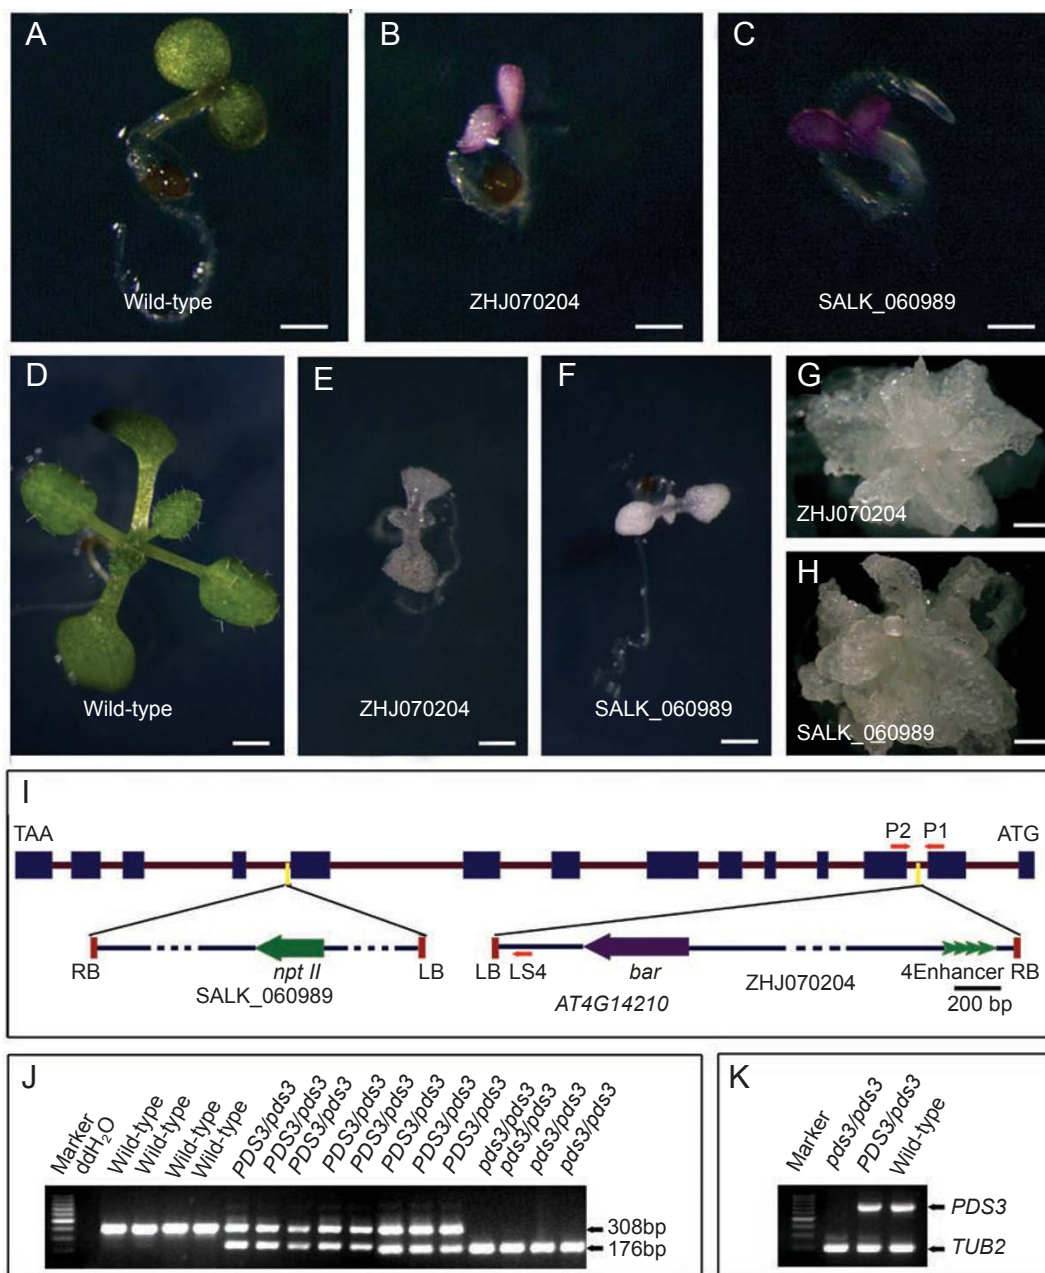 A
Wild-type
B
ZHJ070204
C
SALK_060989
D
Wild-type
E
ZHJ070204
F
SALK_060989
G
ZHJ070204
H
SALK_060989
I
TAA
P2
P1
ATG
RB
npt II
LB
SALK_060989
LB
LS4
bar
AT4G14210
ZHJ070204
4Enhancer
RB
200 bp
J
Marker
ddH2O
Wild-type
Wild-type
Wild-type
Wild-type
PDS3/pds3
PDS3/pds3
PDS3/pds3
PDS3/pds3
PDS3/pds3
PDS3/pds3
PDS3/pds3
PDS3/pds3
pds3/pds3
pds3/pds3
pds3/pds3
pds3/pds3
308bp
176bp
K
Marker
pds3/pds3
PDS3/pds3
Wild-type
PDS3
TUB2